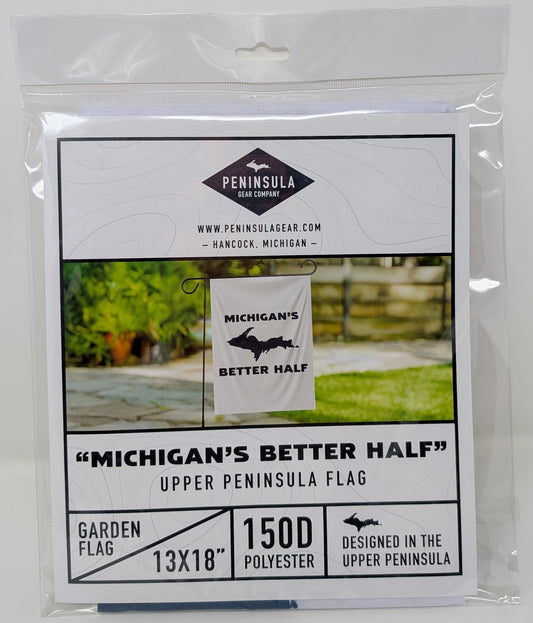 PENINSULA
GEAR COMPANY
WWW.PENINSULAGEAR.COM
– HANCOCK, MICHIGAN –
MICHIGAN'S
BETTER HALF
“MICHIGAN'S BETTER HALF”
UPPER PENINSULA FLAG
GARDEN
FLAG
13X18”
150D
POLYESTER
DESIGNED IN THE
UPPER PENINSULA